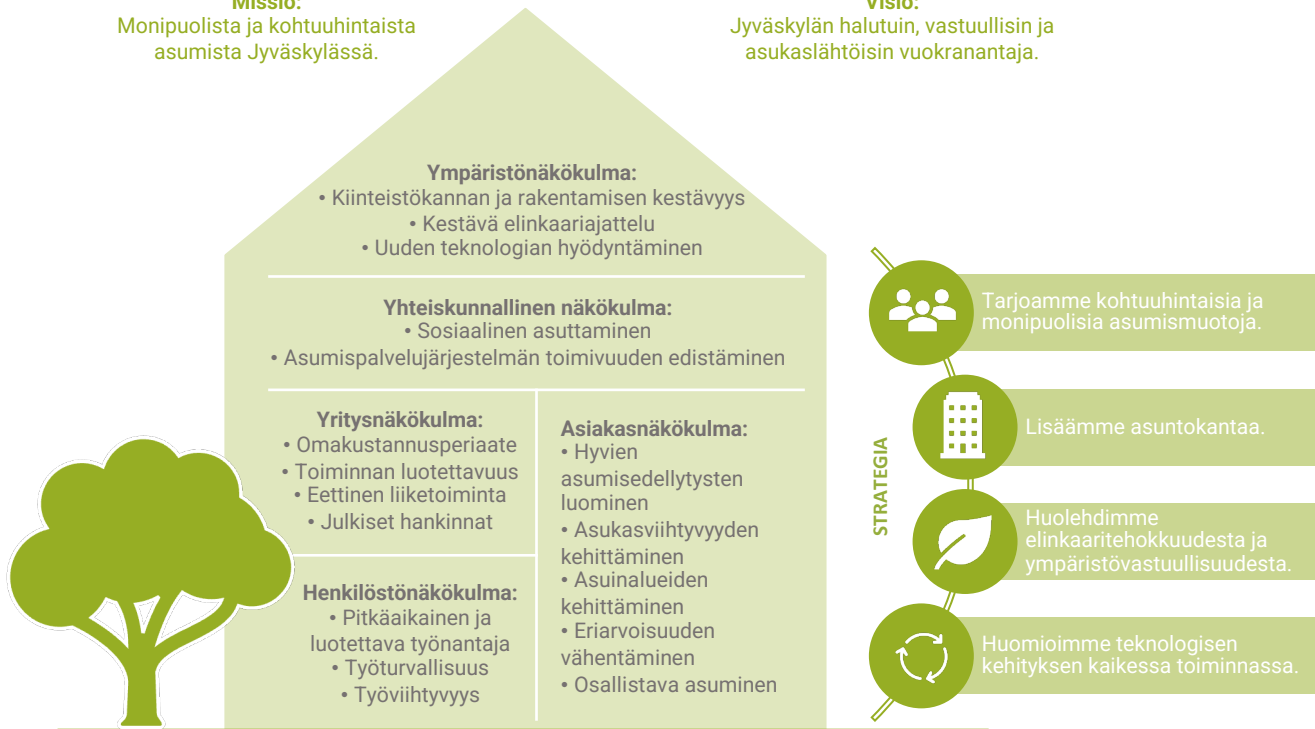 Missio:
Monipuolista ja kohtuuhintaista
asumista Jyväskylässä.
Visio:
Jyväskylän halutuin, vastuullisin ja
asukaslähtöisin vuokranantaja.
Ympäristönäkökulma:
• Kiinteistökannan ja rakentamisen kestävyys
• Kestävä elinkaariajattelu
• Uuden teknologian hyödyntäminen
Yhteiskunnallinen näkökulma:
• Sosiaalinen asuttaminen
• Asumispalvelujärjestelmän toimivuuden edistäminen
Yritysnäkökulma:
• Omakustannusperiaate
• Toiminnan luotettavuus
• Eettinen liiketoiminta
• Julkiset hankinnat
Henkilöstönäkökulma:
• Pitkäaikainen ja
luotettava työnantaja
• Työturvallisuus
• Työviihtyvyys
Asiakasnäkökulma:
• Hyvien
asumisedellytysten
luominen
• Asukasviihtyvyyden
kehittäminen
• Asuinalueiden
kehittäminen
• Eriarvoisuuden
vähentäminen
• Osallistava asuminen
STRATEGIA
Tarjoamme kohtuuhintaisia ja
monipuolisia asumismuotoja.
Lisäämme asuntokantaa.
Huolehdimme
elinkaaritehokkuudesta ja
ympäristövastuullisuudesta.
Huomioimme teknologisen
kehityksen kaikessa toiminnassa.